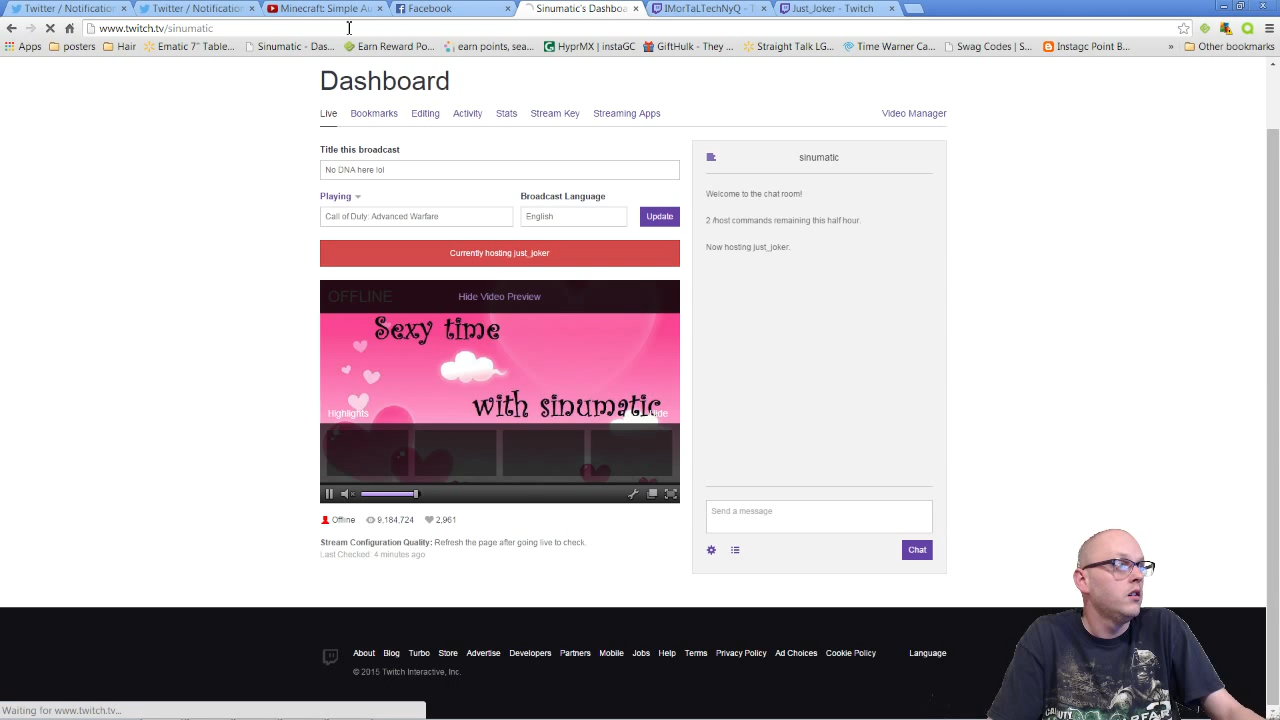 Twitter / Notifications
Twitter / Notifications
Minecraft: Simple Au
Facebook
Sinumatic's Dashboa
IMorTaLTechNyQ - T
Just_Joker - Twitch
www.twitch.tv/sinumatic
Apps
Posters
Hair
Ematic 7" Tablet
Sinumatic - Das...
Earn Reward Po...
earn points, sea...
HyprMX | instaGC
GiftHulk - They ...
Straight Talk l...
Time Warner Ca...
Swag Codes | S...
Instagc Point B...
Other bookmarks
Dashboard
Live
Bookmarks
Editing
Activity
Stats
Stream Key
Streaming Apps
Video Manager
Title this broadcast
No DNA here lol
Playing
Broadcast Language
Call of Duty: Advanced Warfare
English
Update
Currently hosting just_joker
OFFLINE
Hide Video Preview
Sexy time
with sinumatic
Highlights
Hide
Offline
9,184,724
2,961
Stream Configuration Quality: Refresh the page after going live to check.
Last Checked: 4 minutes ago
sinumatic
Welcome to the chat room!
2 /host commands remaining this half hour.
Now hosting just_joker.
Send a message
Chat
About
Blog
Turbo
Store
Advertise
Developers
Partners
Mobile
Jobs
Help
Terms
Privacy Policy
Ad Choices
Cookie Policy
Language
© 2015 Twitch Interactive, Inc.
Waiting for www.twitch.tv...
CALL OF DUTY